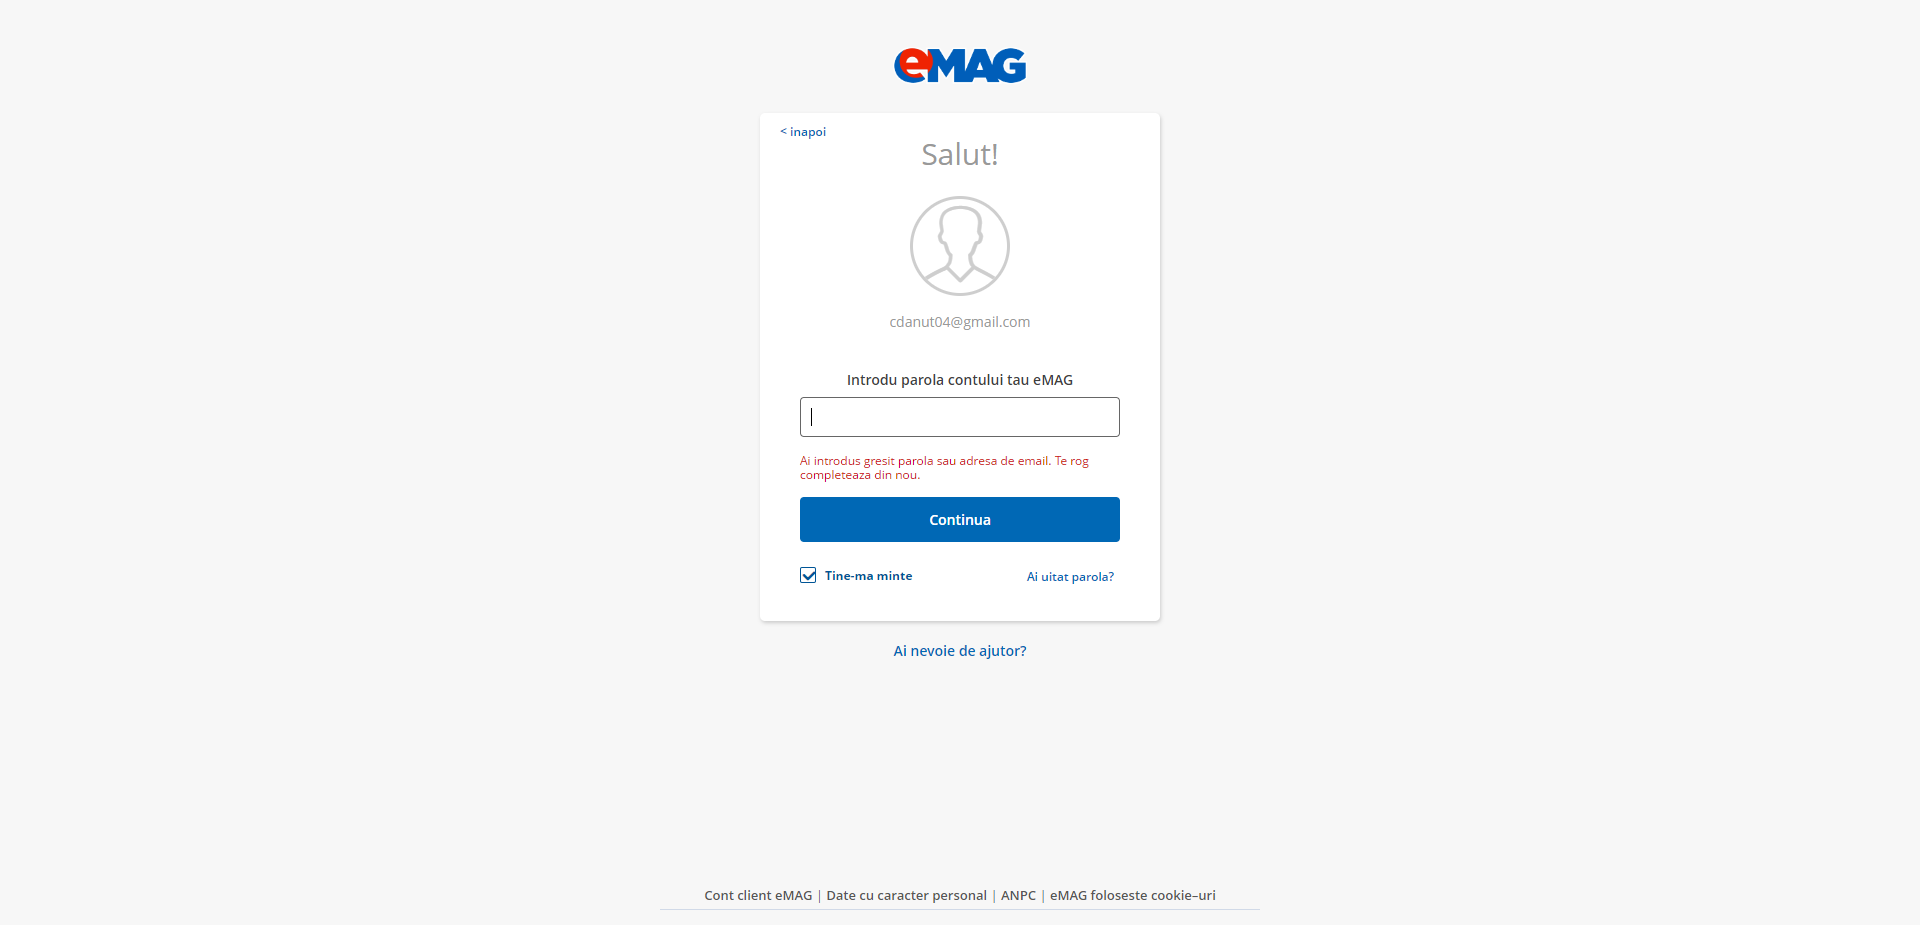 eMAG
< inapoi
Salut!
cdanut04@gmail.com
Introdu parola contului tau eMAG
Ai introdus gresit parola sau adresa de email. Te rog
completeaza din nou.
Continua
Tine-ma minte
Ai uitat parola?
Ai nevoie de ajutor?
Cont client eMAG | Date cu caracter personal | ANPC | eMAG foloseste cookie–uri